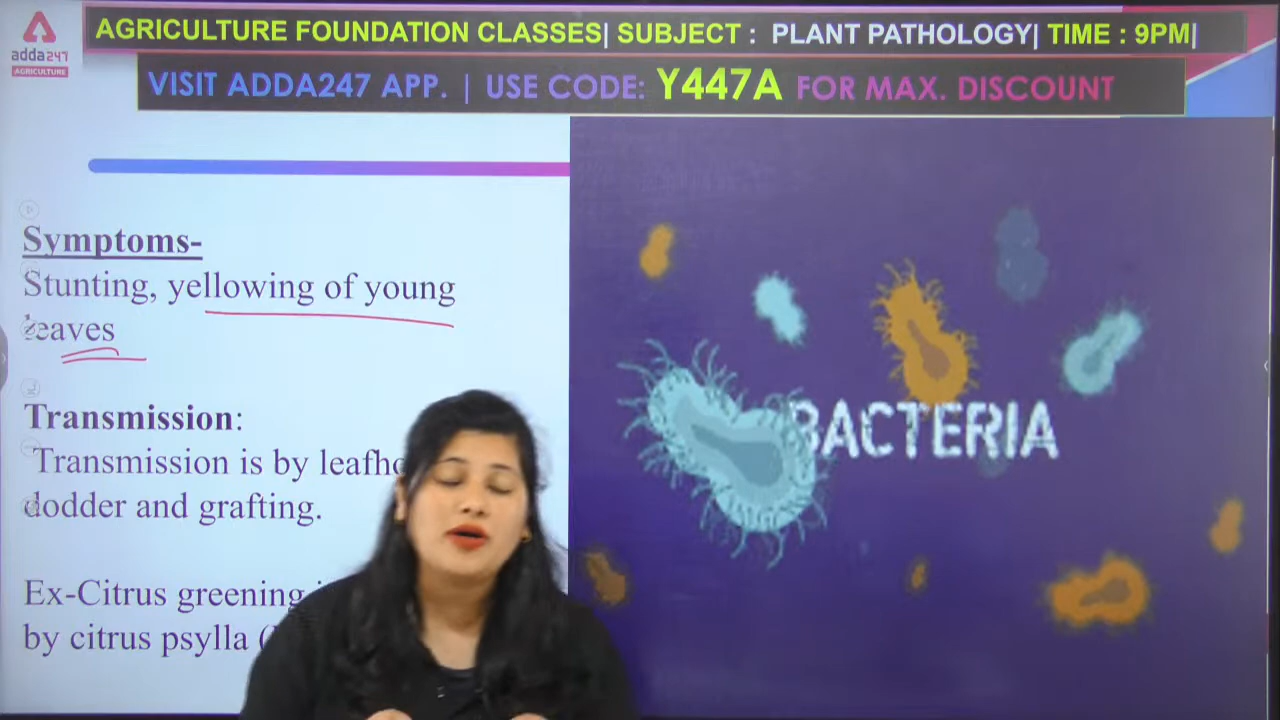 adda247
AGRICULTURE
AGRICULTURE FOUNDATION CLASSES| SUBJECT : PLANT PATHOLOGY| TIME : 9PM|
VISIT ADDA247 APP. | USE CODE: Y447A FOR MAX. DISCOUNT
Symptoms-
Stunting, yellowing of young
leaves
Transmission:
Transmission is by
dodder and grafting.
Ex-Citrus greening
by citrus psylla
BACTERIA